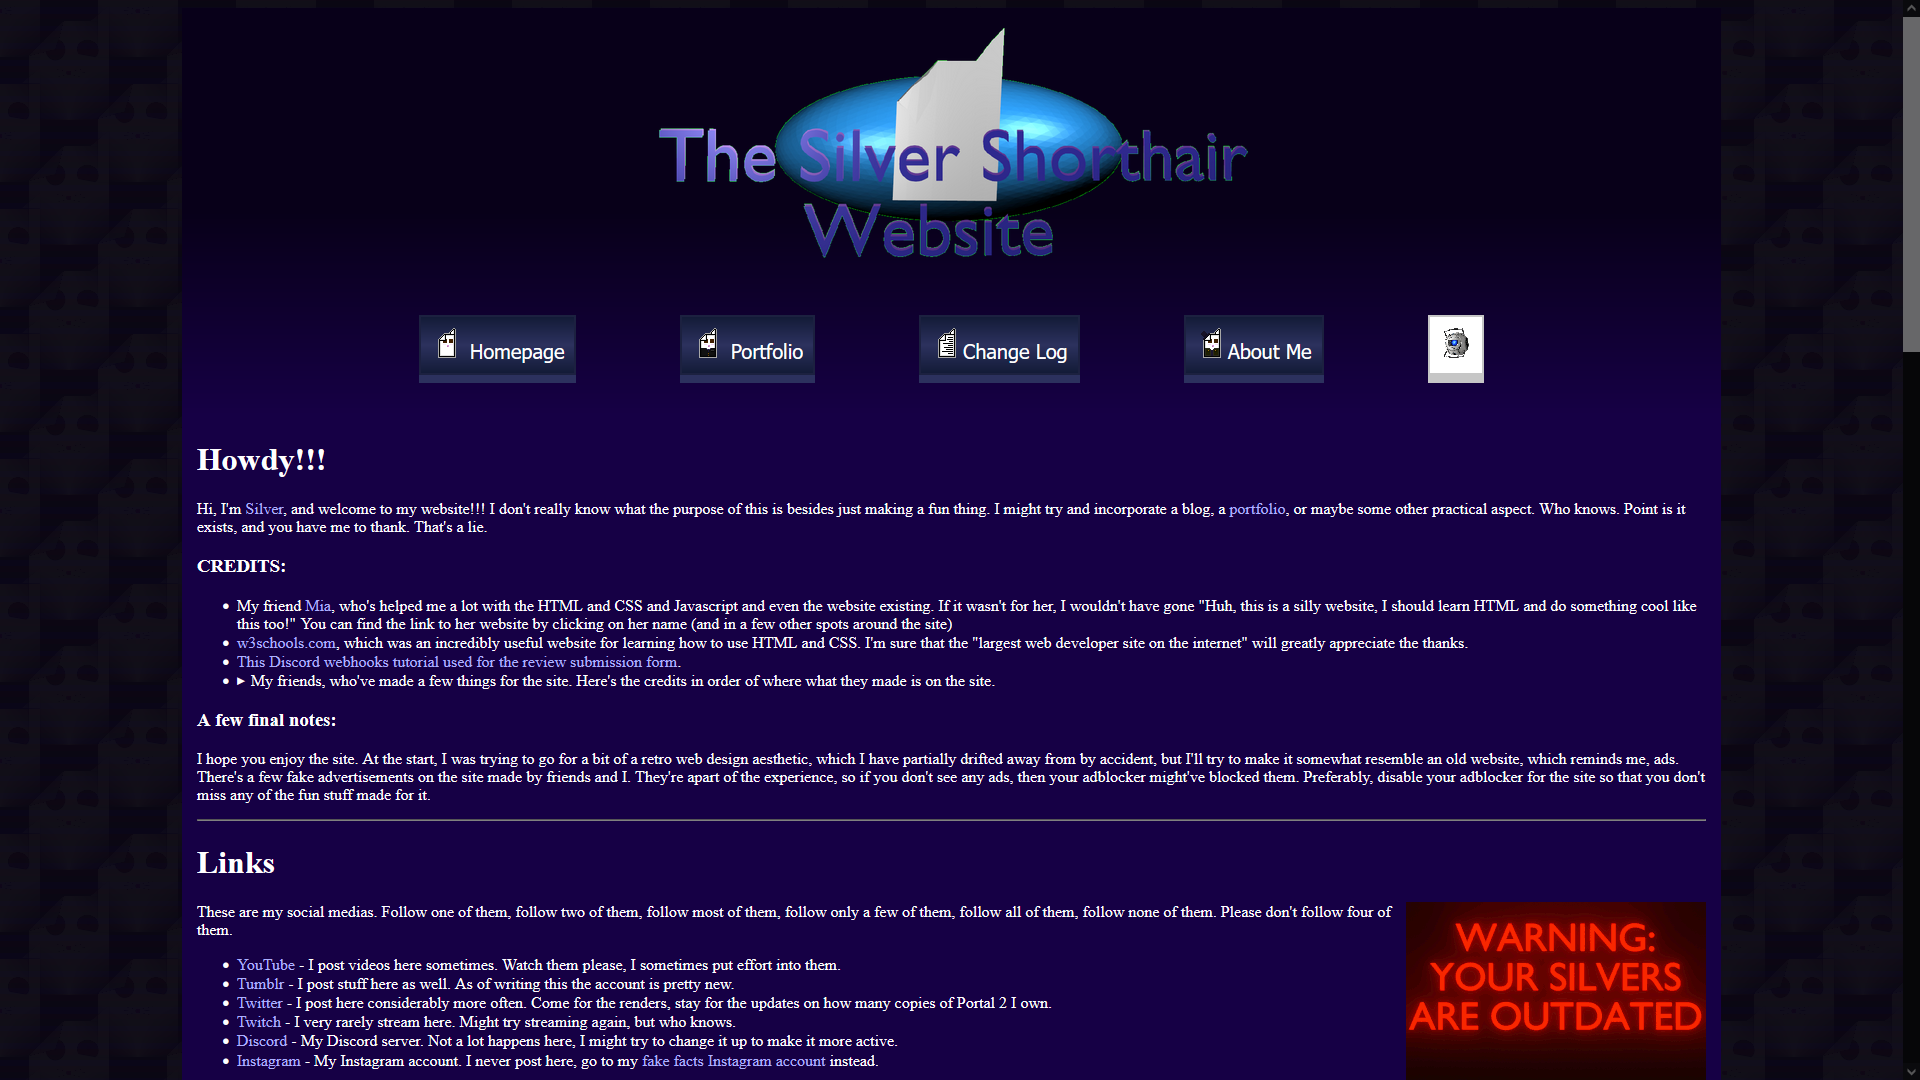 The Silver Shorthair
Website
Homepage
Portfolio
Change Log
About Me
Howdy!!!
Hi, I'm Silver, and welcome to my website!!! I don't really know what the purpose of this is besides just making a fun thing. I might try and incorporate a blog, a portfolio, or maybe some other practical aspect. Who knows. Point is it
exists, and you have me to thank. That's a lie.
CREDITS:
• My friend Mia, who's helped me a lot with the HTML and CSS and Javascript and even the website existing. If it wasn't for her, I wouldn't have gone "Huh, this is a silly website, I should learn HTML and do something cool like
this too!" You can find the link to her website by clicking on her name (and in a few other spots around the site)
• w3schools.com, which was an incredibly useful website for learning how to use HTML and CSS. I'm sure that the "largest web developer site on the internet" will greatly appreciate the thanks.
• This Discord webhooks tutorial used for the review submission form.
• ▶ My friends, who've made a few things for the site. Here's the credits in order of where what they made is on the site.
A few final notes:
I hope you enjoy the site. At the start, I was trying to go for a bit of a retro web design aesthetic, which I have partially drifted away from by accident, but I'll try to make it somewhat resemble an old website, which reminds me, ads.
There's a few fake advertisements on the site made by friends and I. They're apart of the experience, so if you don't see any ads, then your adblocker might've blocked them. Preferably, disable your adblocker for the site so that you don't
miss any of the fun stuff made for it.
Links
These are my social medias. Follow one of them, follow two of them, follow most of them, follow only a few of them, follow all of them, follow none of them. Please don't follow four of
them.
• YouTube - I post videos here sometimes. Watch them please, I sometimes put effort into them.
• Tumblr - I post stuff here as well. As of writing this the account is pretty new.
• Twitter - I post here considerably more often. Come for the renders, stay for the updates on how many copies of Portal 2 I own.
• Twitch - I very rarely stream here. Might try streaming again, but who knows.
• Discord - My Discord server. Not a lot happens here, I might try to change it up to make it more active.
• Instagram - My Instagram account. I never post here, go to my fake facts Instagram account instead.
WARNING:
YOUR SILVERS
ARE OUTDATED